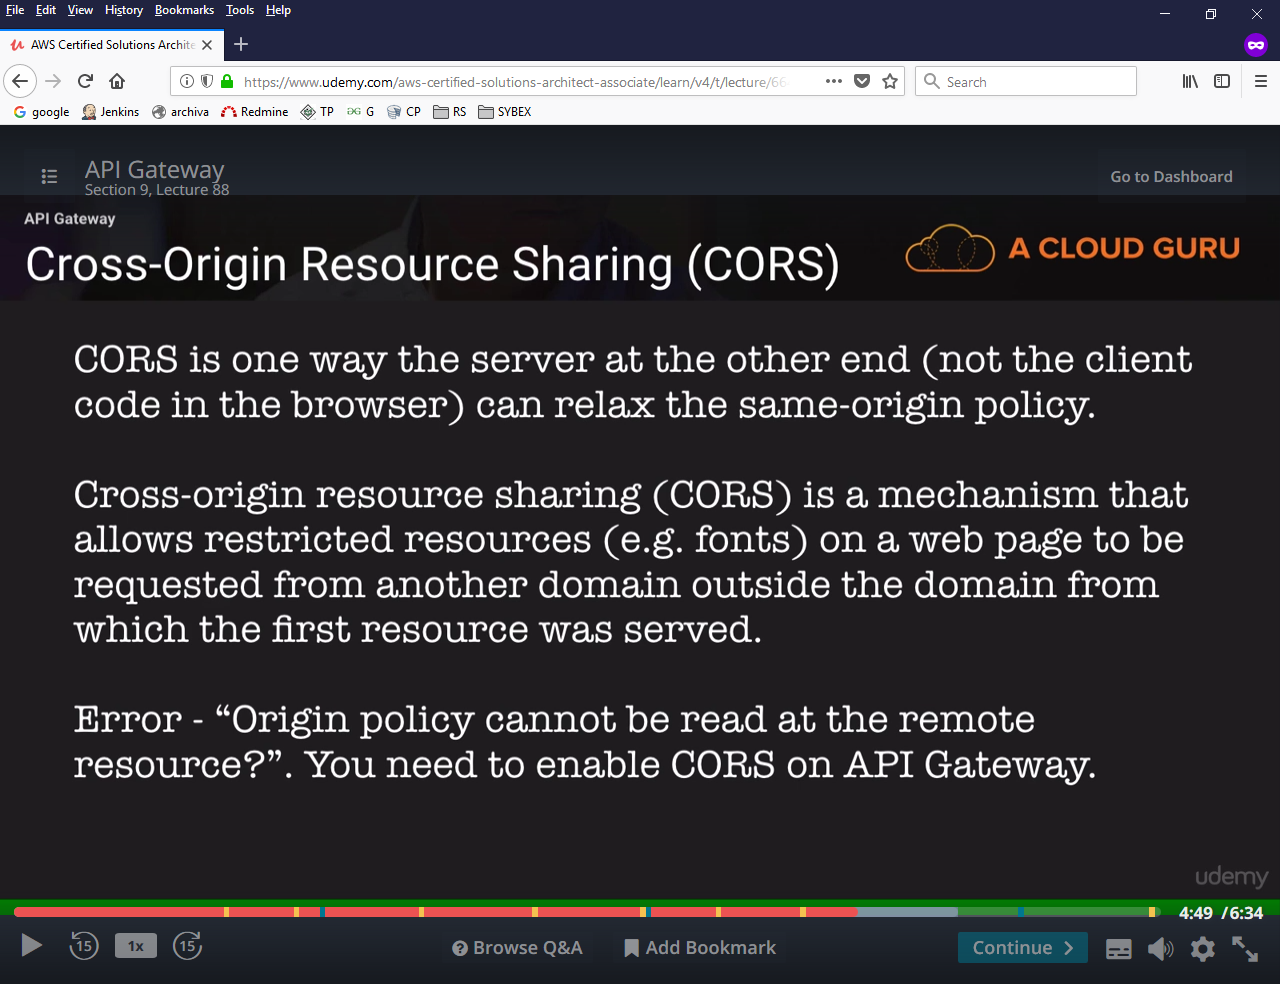 File Edit View History Bookmarks Tools Help
AWS Certified Solutions Archite
https://www.udemy.com/aws-certified-solutions-architect-associate/learn/v4/t/lecture/66
Search
google Jenkins archiva Redmine TP G CP RS SYBEX
API Gateway
Section 9, Lecture 88
Go to Dashboard
API Gateway
Cross-Origin Resource Sharing (CORS)
A CLOUD GURU
CORS is one way the server at the other end (not the client
code in the browser) can relax the same-origin policy.
Cross-origin resource sharing (CORS) is a mechanism that
allows restricted resources (e.g. fonts) on a web page to be
requested from another domain outside the domain from
which the first resource was served.
Error - “Origin policy cannot be read at the remote
resource?”. You need to enable CORS on API Gateway.
udemy
4:49 /6:34
15 1x 15
Browse Q&A
Add Bookmark
Continue